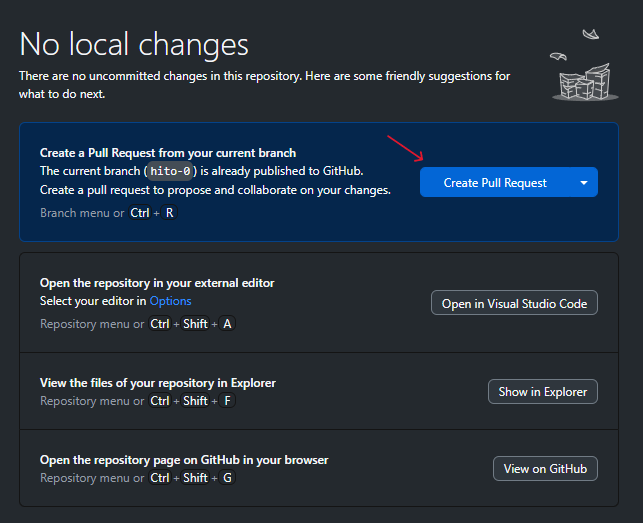 No local changes
There are no uncommitted changes in this repository. Here are some friendly suggestions for
what to do next.
Create a Pull Request from your current branch
The current branch ( hito-0 ) is already published to GitHub.
Create a pull request to propose and collaborate on your changes.
Branch menu or Ctrl + R
Create Pull Request
Open the repository in your external editor
Select your editor in Options
Repository menu or Ctrl + Shift + A
Open in Visual Studio Code
View the files of your repository in Explorer
Repository menu or Ctrl + Shift + F
Show in Explorer
Open the repository page on GitHub in your browser
Repository menu or Ctrl + Shift + G
View on GitHub